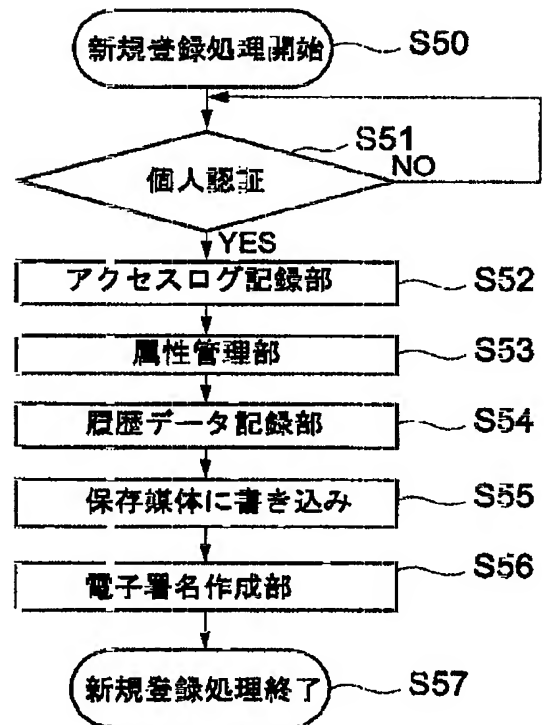 新規登録処理開始 S50
S51
個人認証 NO
YES
アクセスログ記録部 S52
属性管理部 S53
履歴データ記録部 S54
保存媒体に書き込み S55
電子署名作成部 S56
新規登録処理終了 S57